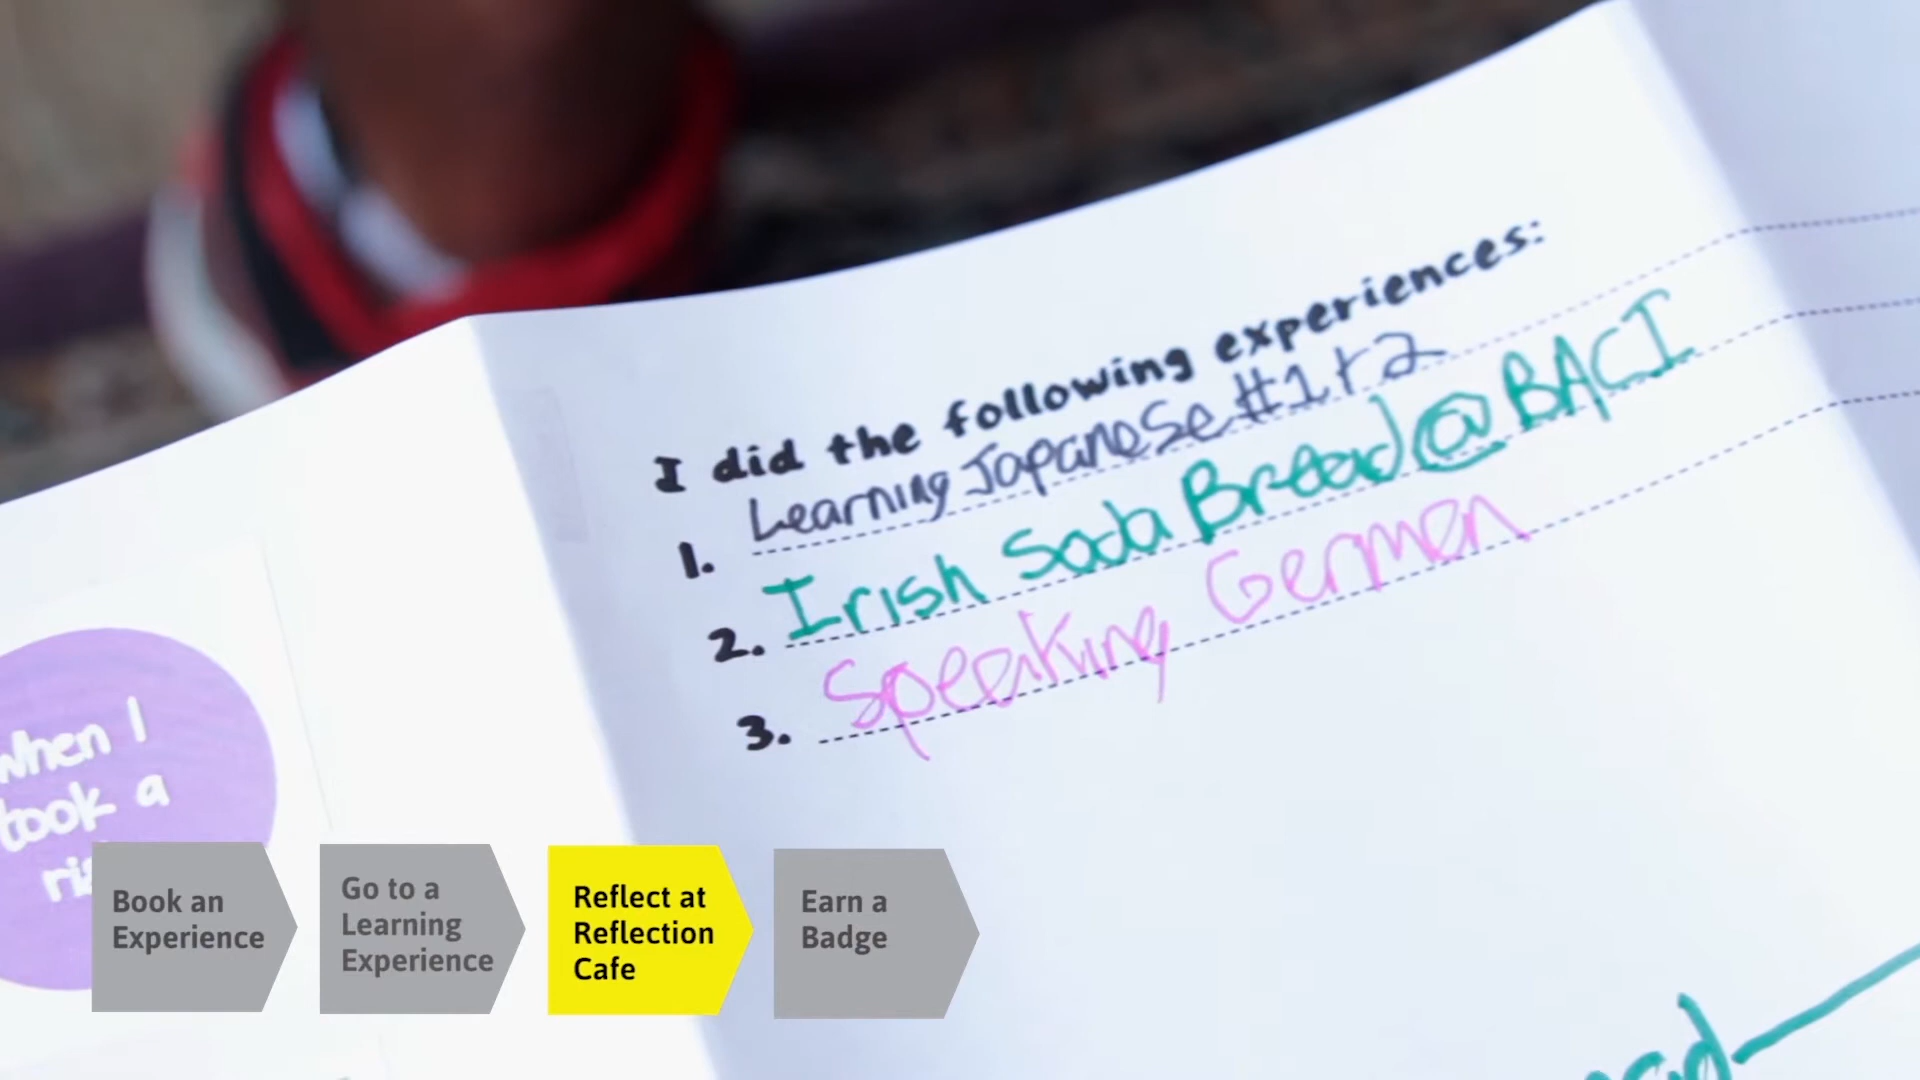 I did the following experiences:
1. Learning Japanese #1+2
2. Irish Soda Bread @ BACI
3. Speaking German
When I
took a
Book an
Experience
Go to a
Learning
Experience
Reflect at
Reflection
Cafe
Earn a
Badge